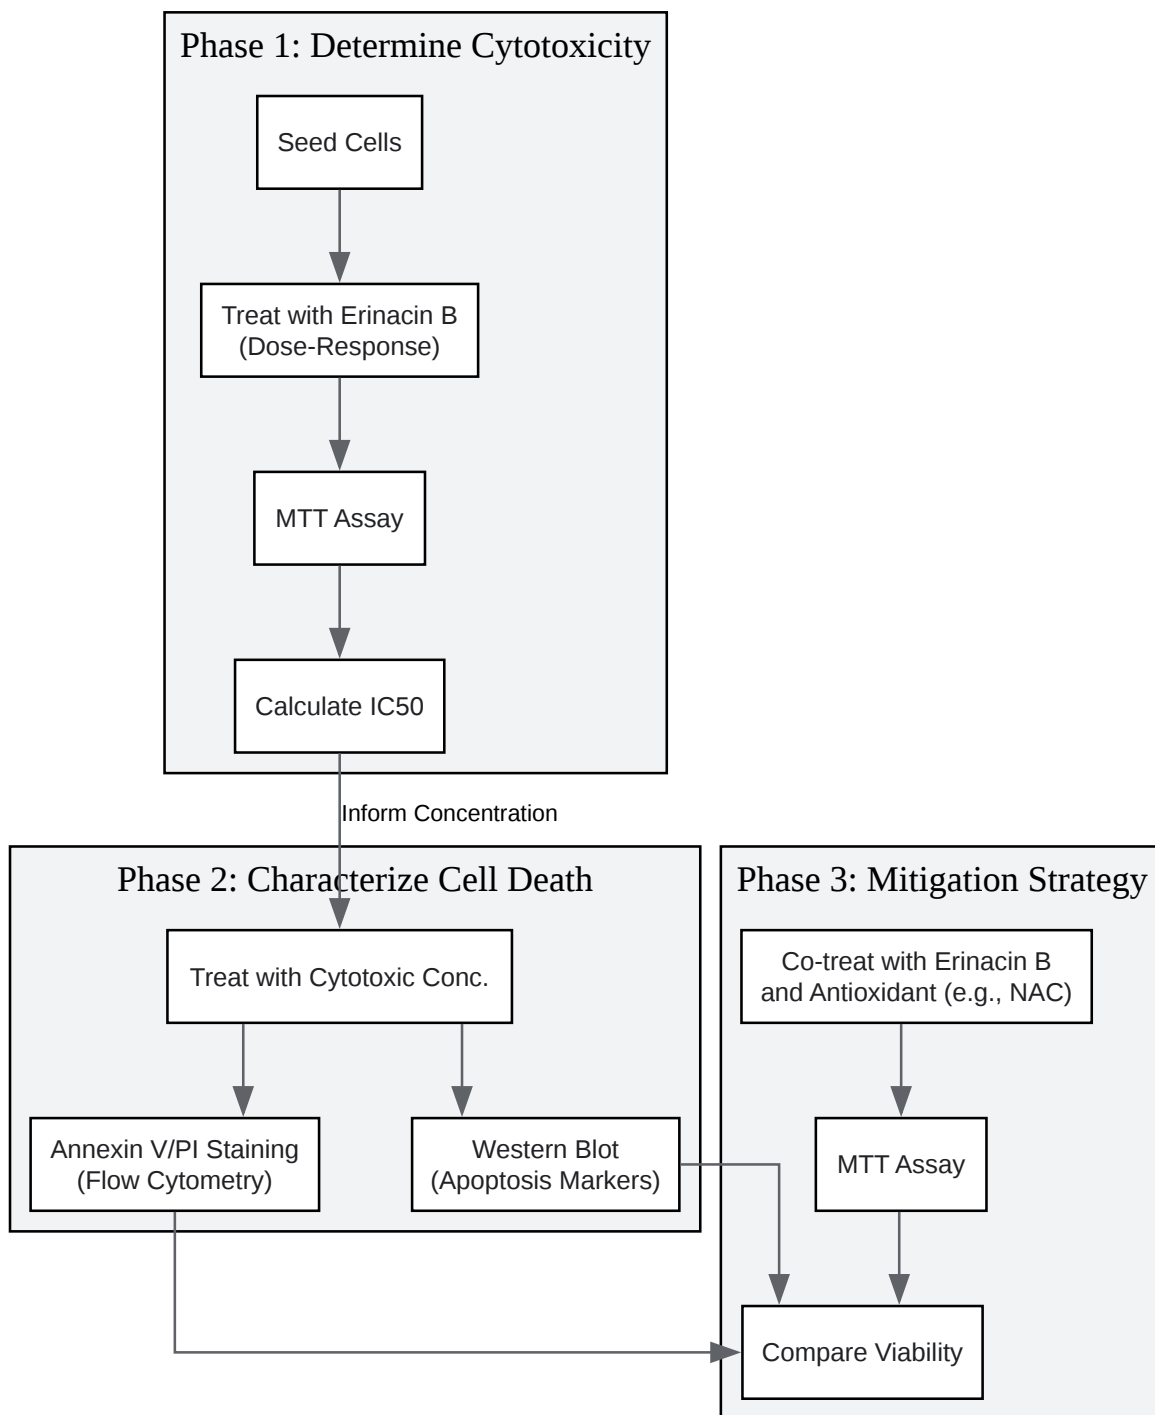 Phase 1: Determine Cytotoxicity
Seed Cells
Treat with Erinacin B
(Dose-Response)
MTT Assay
Calculate IC50
Inform Concentration
Phase 2: Characterize Cell Death
Treat with Cytotoxic Conc.
Annexin V/PI Staining
(Flow Cytometry)
Western Blot
(Apoptosis Markers)
Phase 3: Mitigation Strategy
Co-treat with Erinacin B
and Antioxidant (e.g., NAC)
MTT Assay
Compare Viability